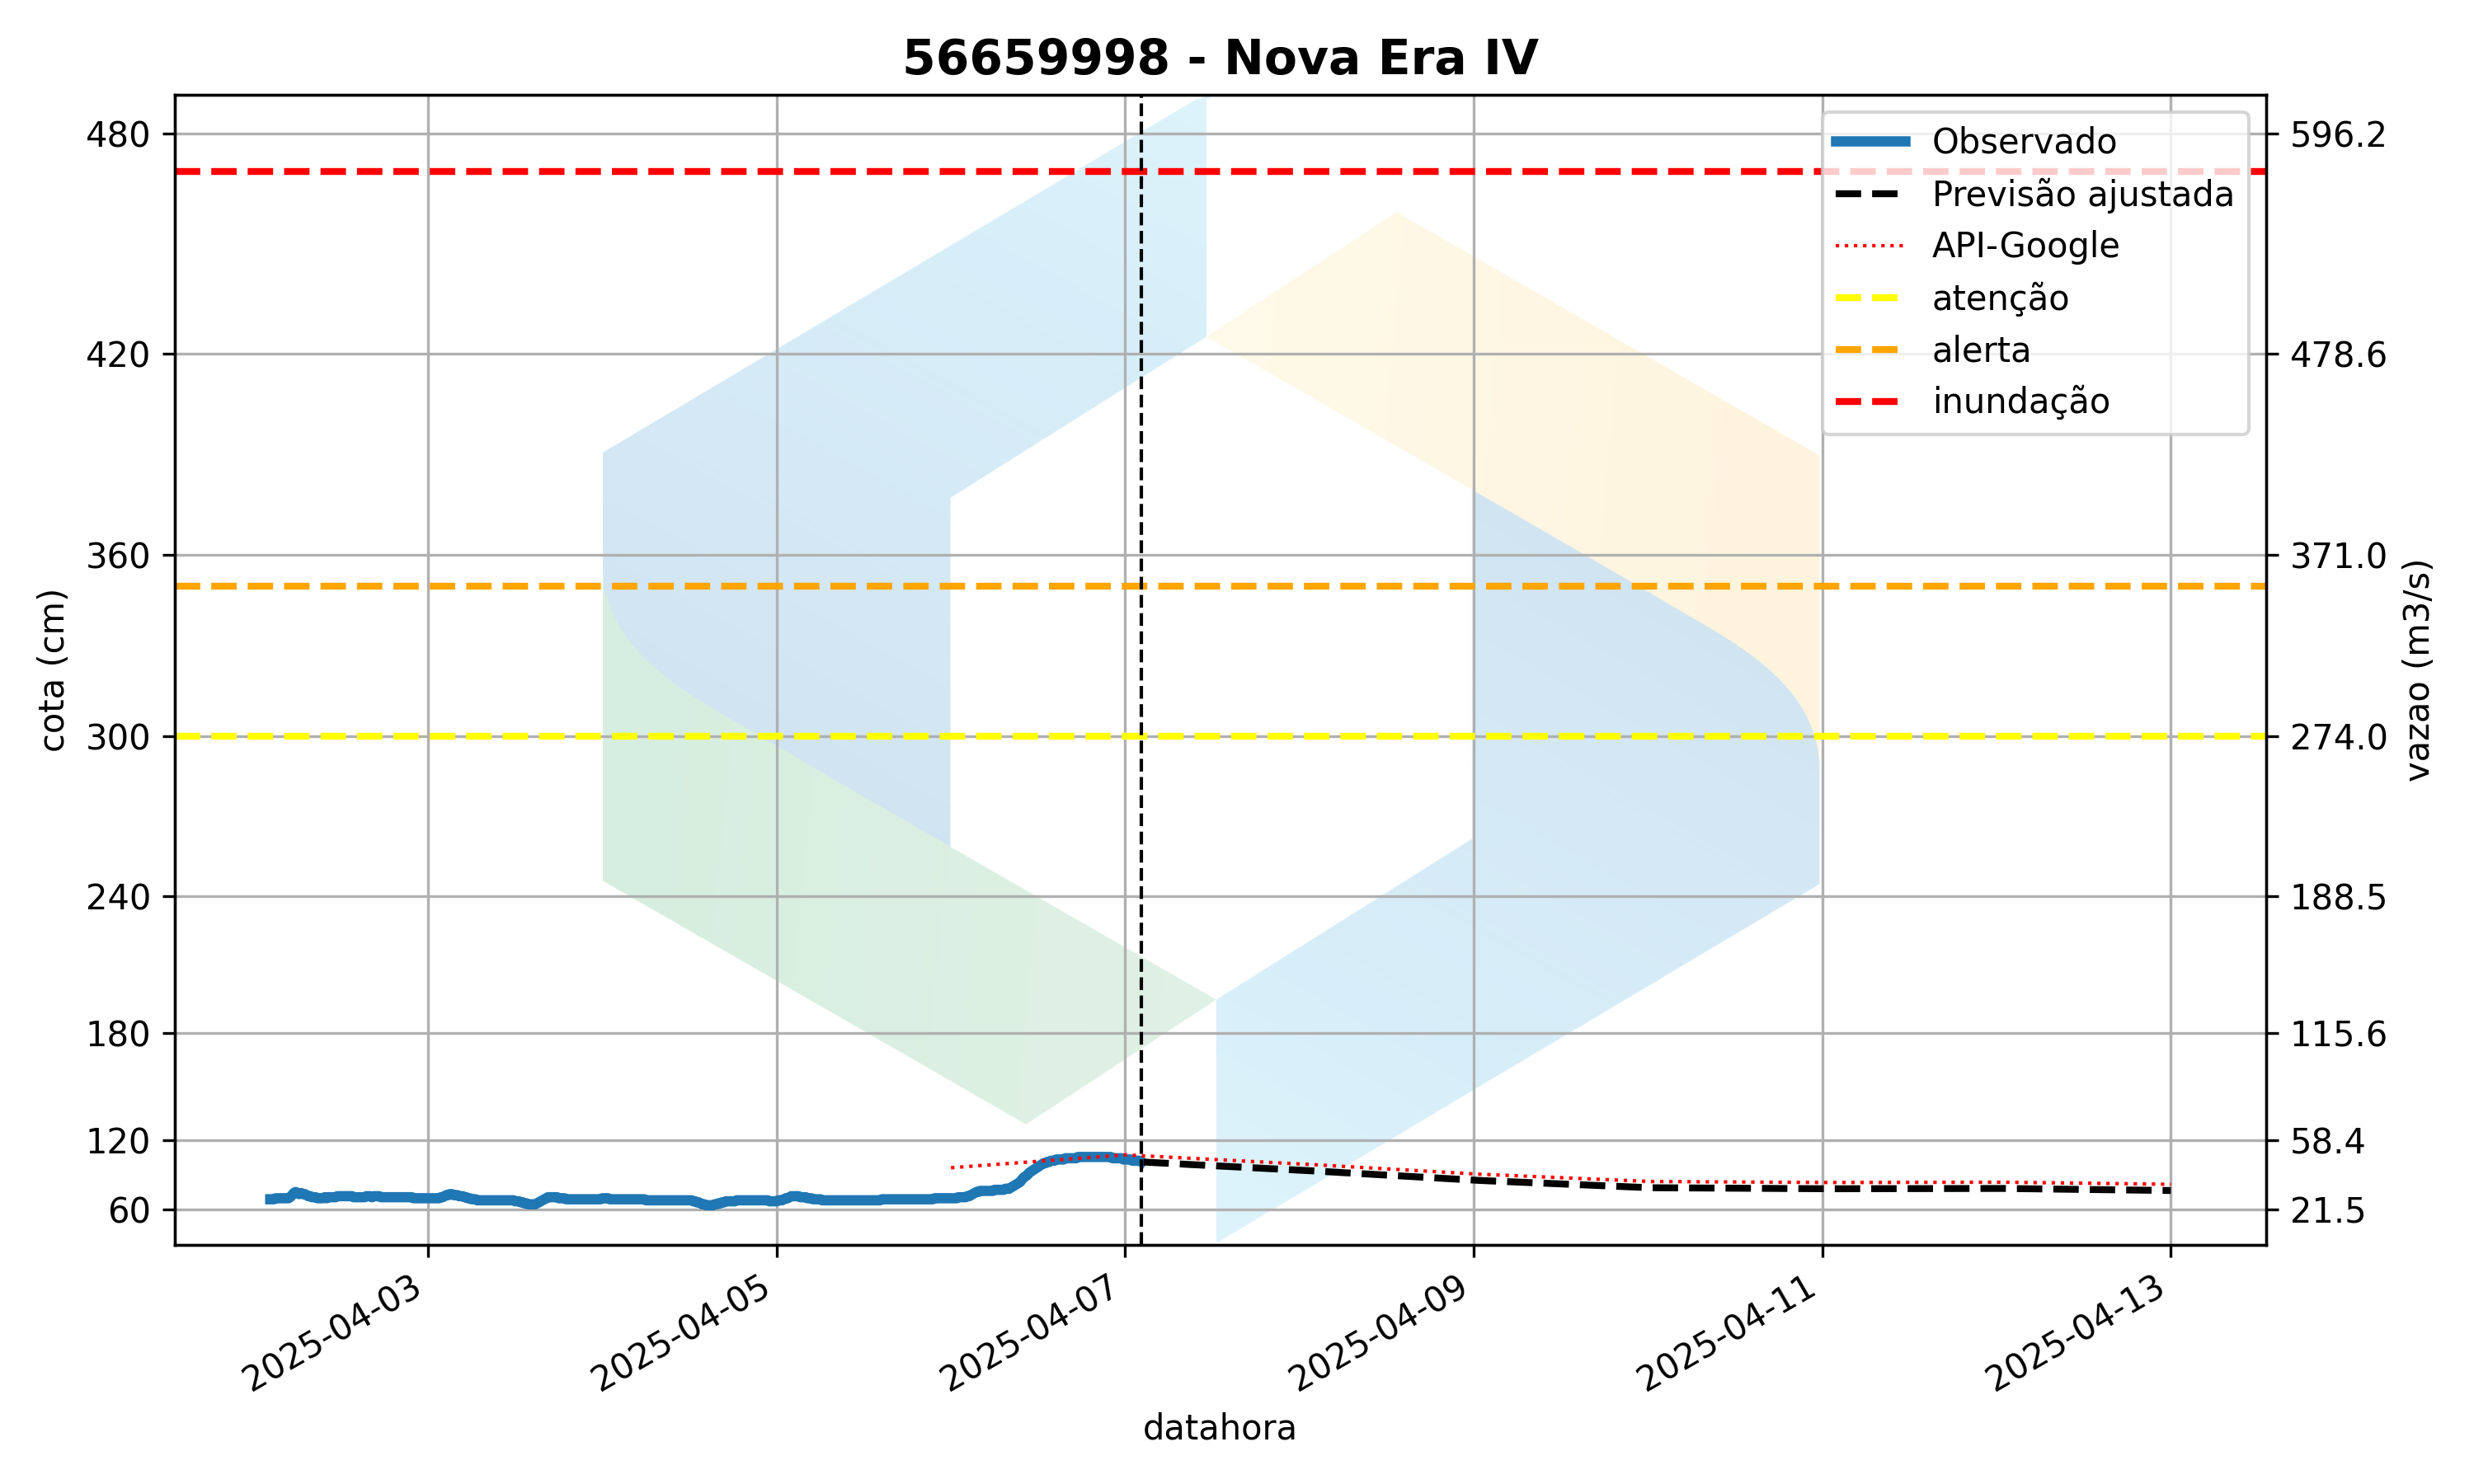 56659998 - Nova Era IV
480
420
360
300
240
180
120
60
cota (cm)
596.2
478.6
371.0
274.0
188.5
115.6
58.4
21.5
vazao (m3/s)
Observado
Previsão ajustada
API-Google
atenção
alerta
inundação
2025-04-03
2025-04-05
2025-04-07
2025-04-09
2025-04-11
2025-04-13
datahora